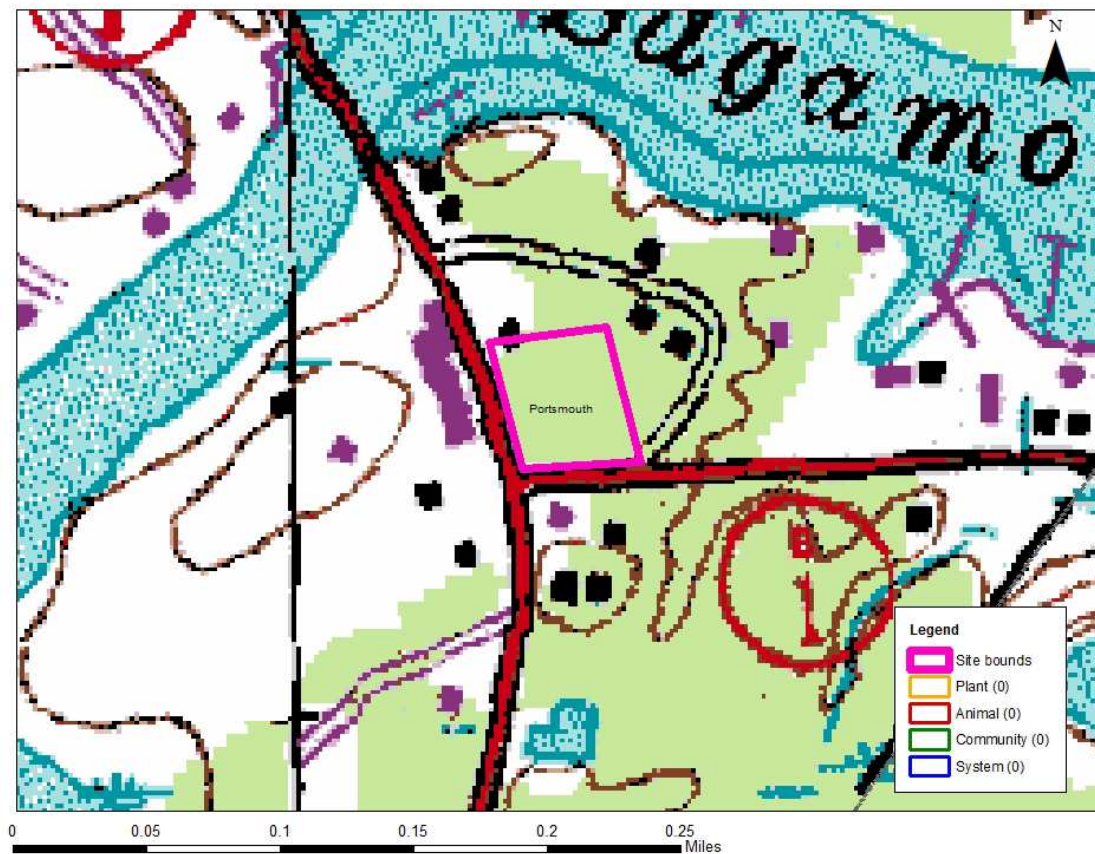 Sagamo
N
Portsmouth
B
1
Legend
Site bounds
Plant (0)
Animal (0)
Community (0)
System (0)
0 0.05 0.1 0.15 0.2 0.25
Miles